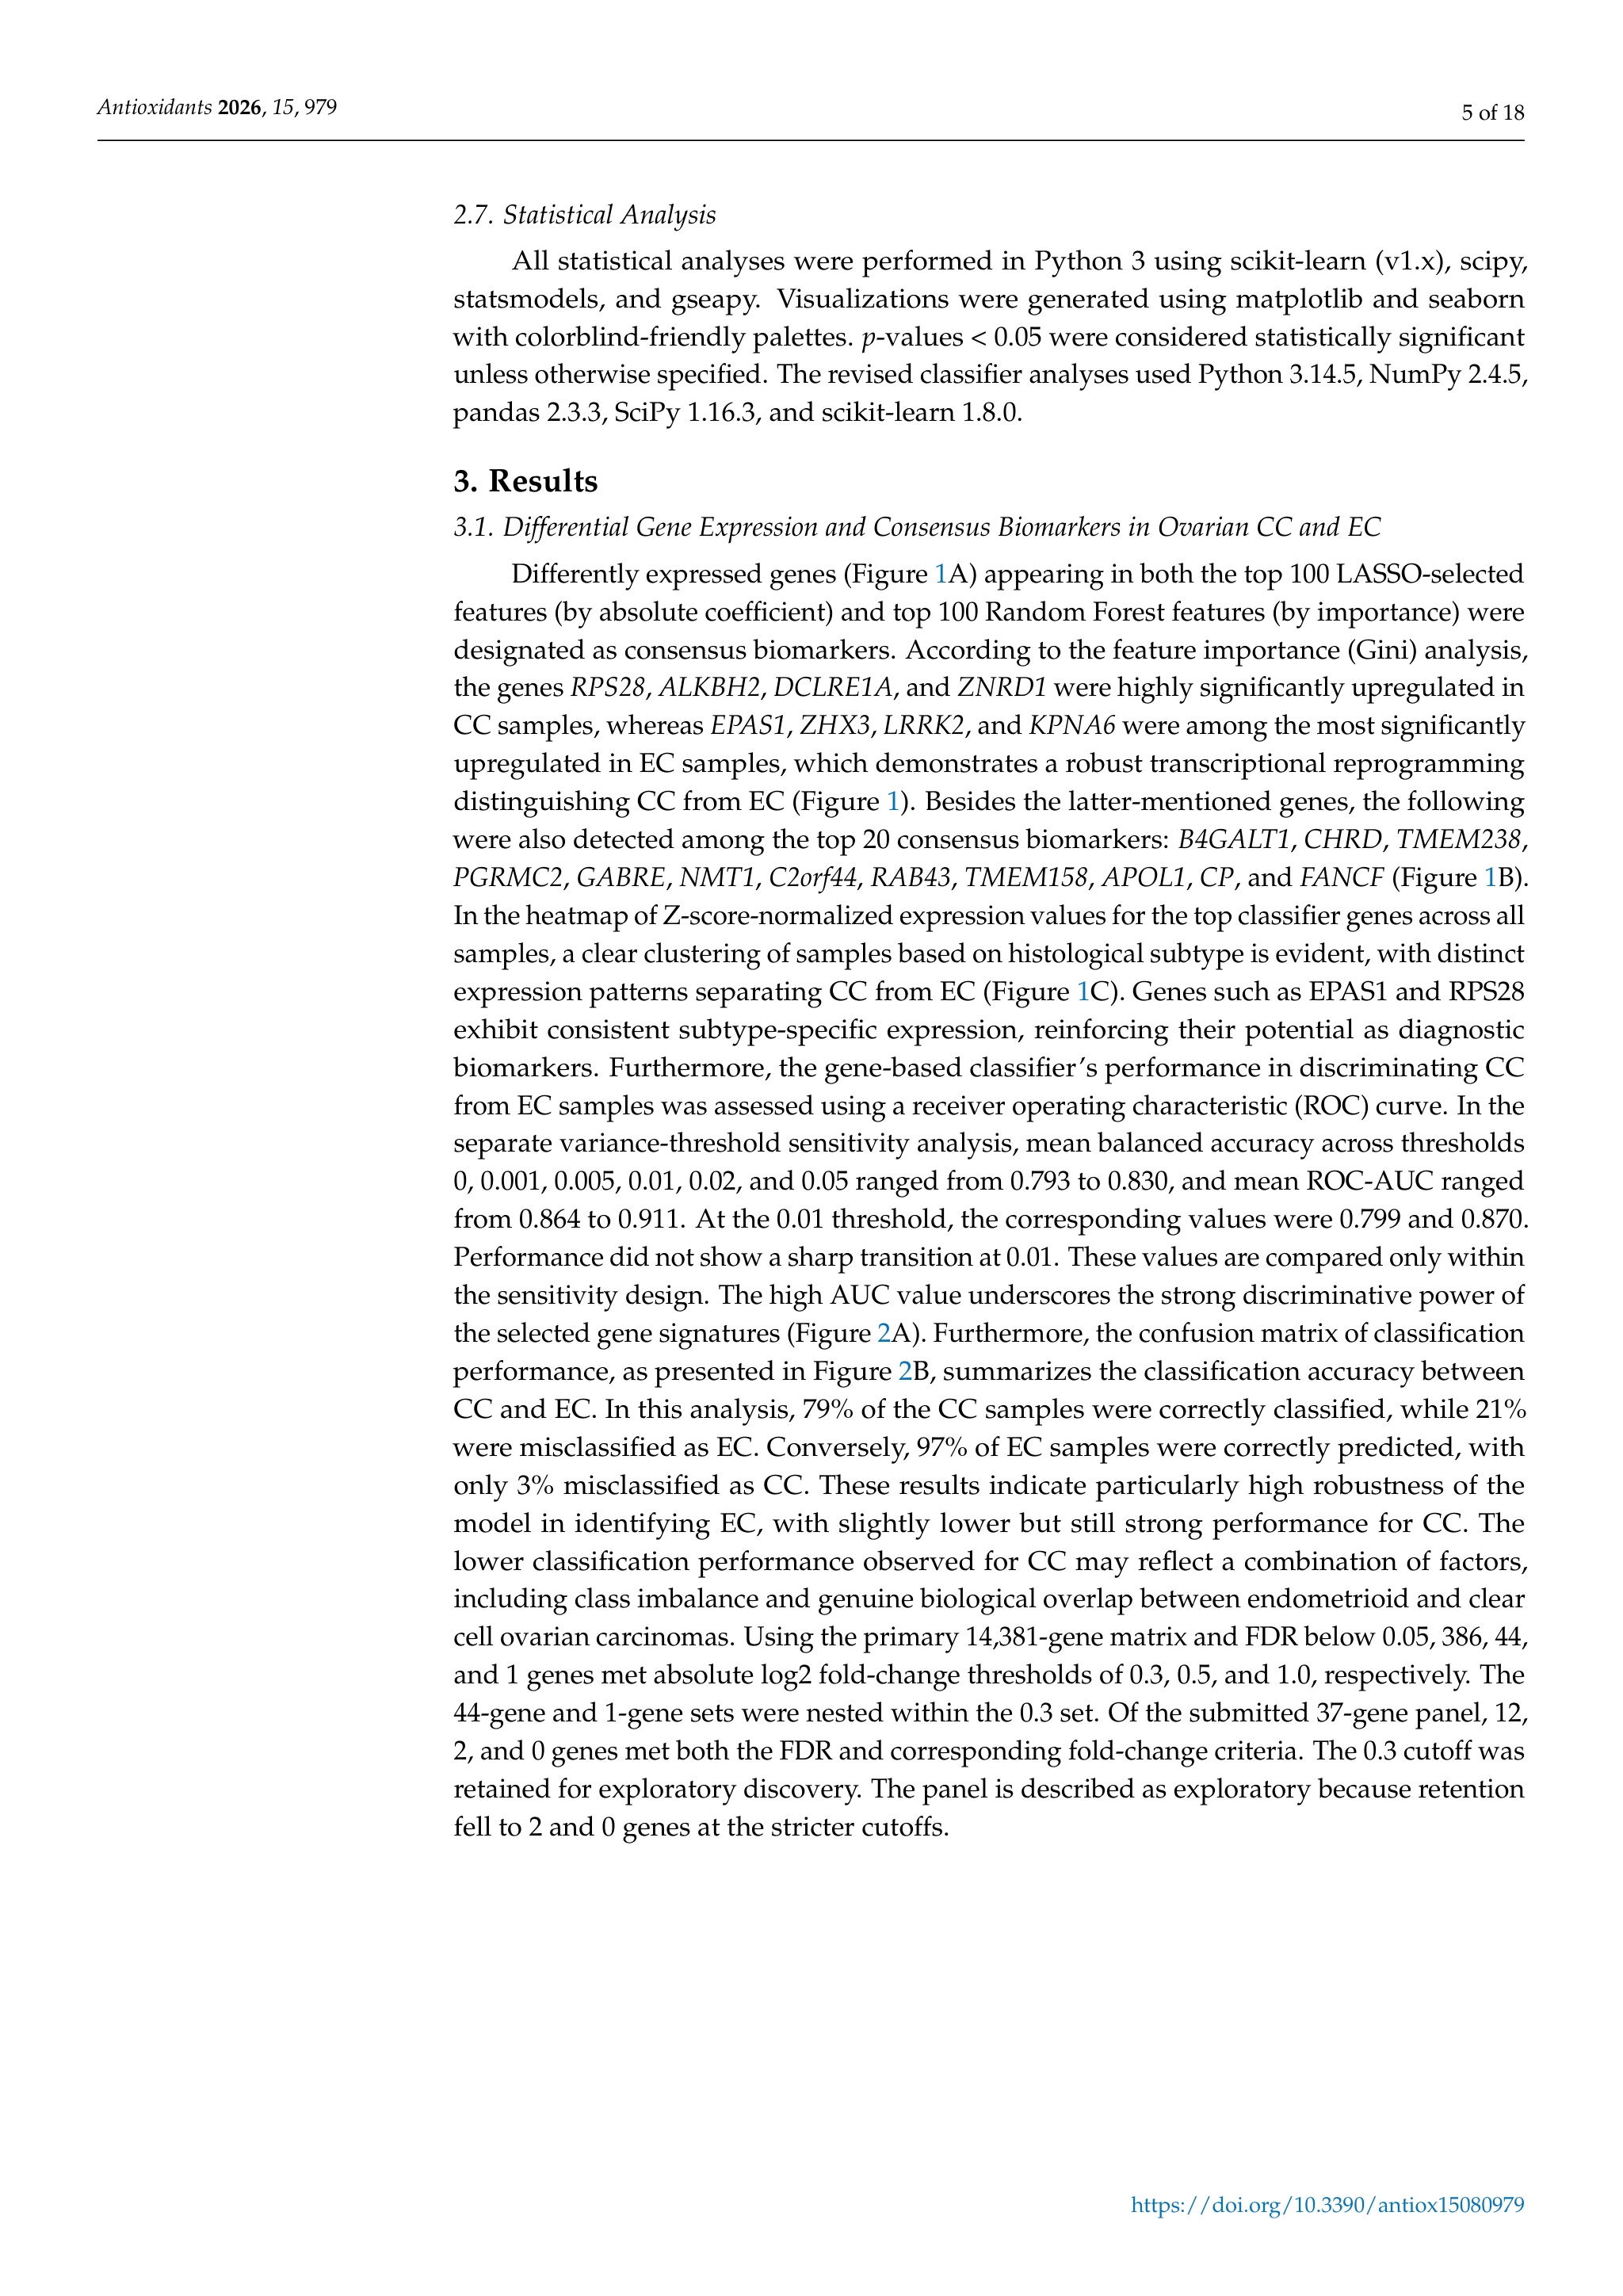 Antioxidants 2026, 15, 979
5 of 18
2.7. Statistical Analysis
All statistical analyses were performed in Python 3 using scikit-learn (v1.x), scipy,
statsmodels, and gseapy. Visualizations were generated using matplotlib and seaborn
with colorblind-friendly palettes. p-values < 0.05 were considered statistically significant
unless otherwise specified. The revised classifier analyses used Python 3.14.5, NumPy 2.4.5,
pandas 2.3.3, SciPy 1.16.3, and scikit-learn 1.8.0.
3. Results
3.1. Differential Gene Expression and Consensus Biomarkers in Ovarian CC and EC
Differently expressed genes (Figure 1A) appearing in both the top 100 LASSO-selected
features (by absolute coefficient) and top 100 Random Forest features (by importance) were
designated as consensus biomarkers. According to the feature importance (Gini) analysis,
the genes RPS28, ALKBH2, DCLRE1A, and ZNRD1 were highly significantly upregulated in
CC samples, whereas EPAS1, ZHX3, LRRK2, and KPNA6 were among the most significantly
upregulated in EC samples, which demonstrates a robust transcriptional reprogramming
distinguishing CC from EC (Figure 1). Besides the latter-mentioned genes, the following
were also detected among the top 20 consensus biomarkers: B4GALT1, CHRD, TMEM238,
PGRMC2, GABRE, NMT1, C2orf44, RAB43, TMEM158, APOL1, CP, and FANCF (Figure 1B).
In the heatmap of Z-score-normalized expression values for the top classifier genes across all
samples, a clear clustering of samples based on histological subtype is evident, with distinct
expression patterns separating CC from EC (Figure 1C). Genes such as EPAS1 and RPS28
exhibit consistent subtype-specific expression, reinforcing their potential as diagnostic
biomarkers. Furthermore, the gene-based classifier's performance in discriminating CC
from EC samples was assessed using a receiver operating characteristic (ROC) curve. In the
separate variance-threshold sensitivity analysis, mean balanced accuracy across thresholds
0, 0.001, 0.005, 0.01, 0.02, and 0.05 ranged from 0.793 to 0.830, and mean ROC-AUC ranged
from 0.864 to 0.911. At the 0.01 threshold, the corresponding values were 0.799 and 0.870.
Performance did not show a sharp transition at 0.01. These values are compared only within
the sensitivity design. The high AUC value underscores the strong discriminative power of
the selected gene signatures (Figure 2A). Furthermore, the confusion matrix of classification
performance, as presented in Figure 2B, summarizes the classification accuracy between
CC and EC. In this analysis, 79% of the CC samples were correctly classified, while 21%
were misclassified as EC. Conversely, 97% of EC samples were correctly predicted, with
only 3% misclassified as CC. These results indicate particularly high robustness of the
model in identifying EC, with slightly lower but still strong performance for CC. The
lower classification performance observed for CC may reflect a combination of factors,
including class imbalance and genuine biological overlap between endometrioid and clear
cell ovarian carcinomas. Using the primary 14,381-gene matrix and FDR below 0.05, 386, 44,
and 1 genes met absolute log2 fold-change thresholds of 0.3, 0.5, and 1.0, respectively. The
44-gene and 1-gene sets were nested within the 0.3 set. Of the submitted 37-gene panel, 12,
2, and 0 genes met both the FDR and corresponding fold-change criteria. The 0.3 cutoff was
retained for exploratory discovery. The panel is described as exploratory because retention
fell to 2 and 0 genes at the stricter cutoffs.
https://doi.org/10.3390/antiox15080979